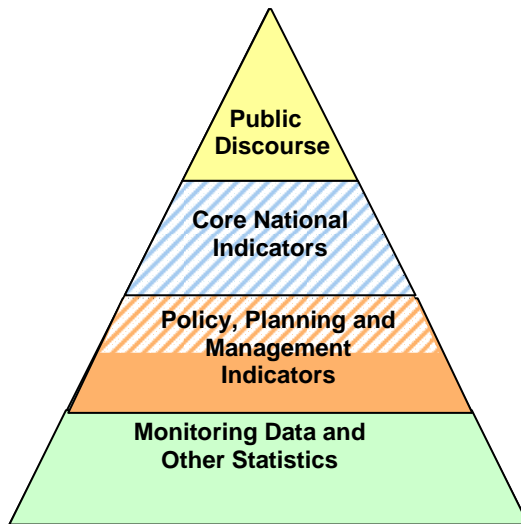 Public
Discourse
Core National
Indicators
Policy, Planning and
Management
Indicators
Monitoring Data and
Other Statistics